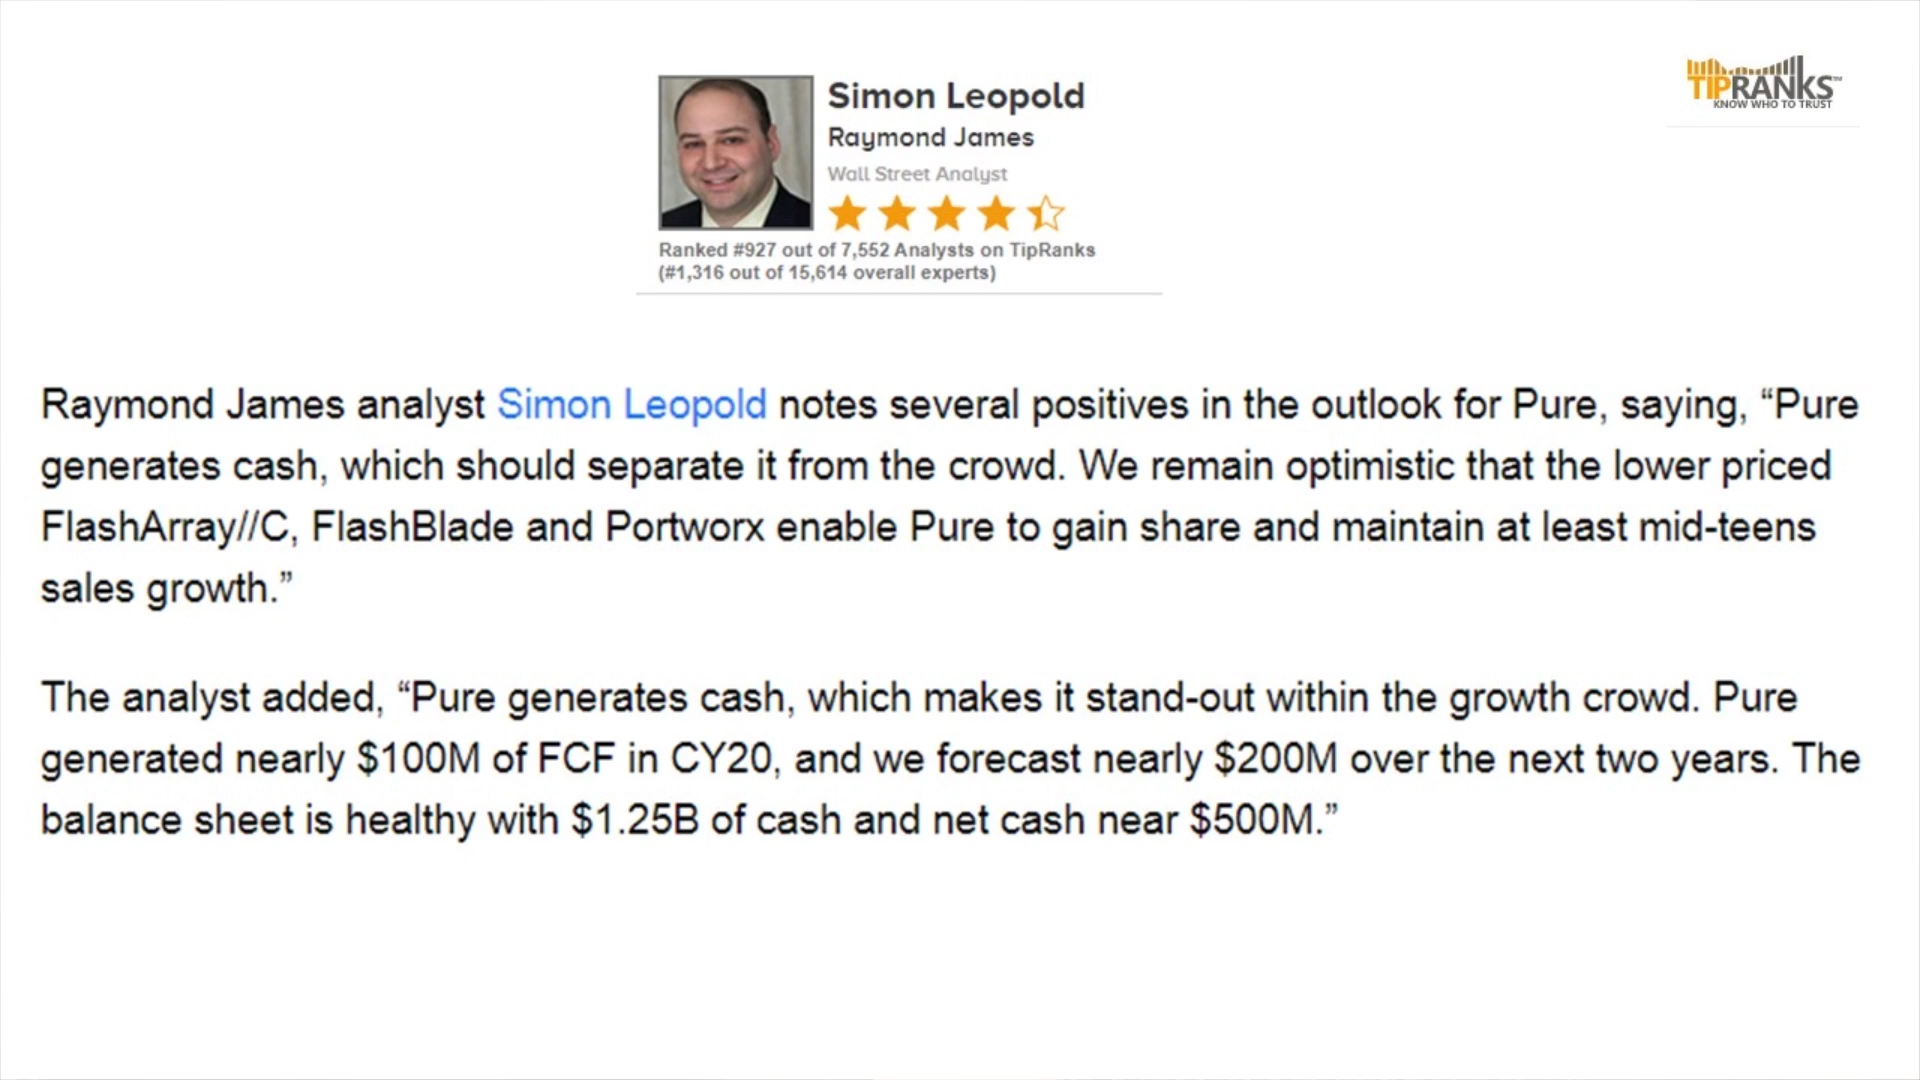 Simon Leopold
Raymond James
Wall Street Analyst
Ranked #927 out of 7,552 Analysts on TipRanks
(#1,316 out of 15,614 overall experts)
TIPRANKS™
KNOW WHO TO TRUST
Raymond James analyst Simon Leopold notes several positives in the outlook for Pure, saying, “Pure
generates cash, which should separate it from the crowd. We remain optimistic that the lower priced
FlashArray//C, FlashBlade and Portworx enable Pure to gain share and maintain at least mid-teens
sales growth.”
The analyst added, “Pure generates cash, which makes it stand-out within the growth crowd. Pure
generated nearly $100M of FCF in CY20, and we forecast nearly $200M over the next two years. The
balance sheet is healthy with $1.25B of cash and net cash near $500M.”